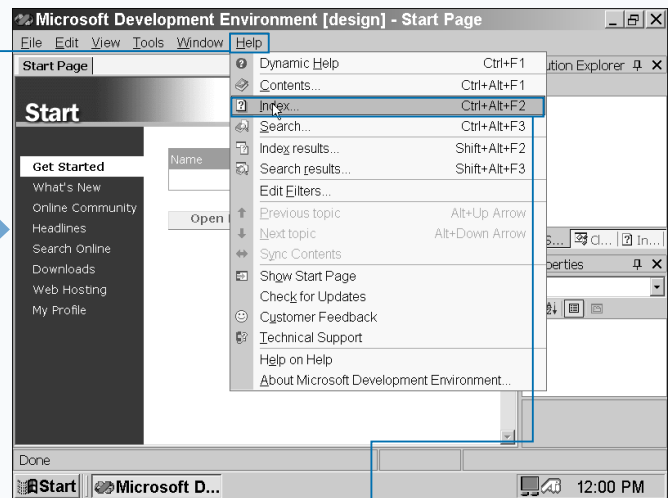 Microsoft Development Environment [design] - Start Page
File Edit View Tools Window Help
Start Page
ution Explorer
Start
Get Started
What's New
Online Community
Headlines
Search Online
Downloads
Web Hosting
My Profile
Name
Open
Dynamic Help Ctrl+F1
Contents... Ctrl+Alt+F1
Index... Ctrl+Alt+F2
Search... Ctrl+Alt+F3
Index results... Shift+Alt+F2
Search results... Shift+Alt+F3
Edit Filters...
Previous topic Alt+Up Arrow
Next topic Alt+Down Arrow
Sync Contents
Show Start Page
Check for Updates
Customer Feedback
Technical Support
Help on Help
About Microsoft Development Environment...
S... Cl... In...
perties
Done
Start Microsoft D... 12:00 PM